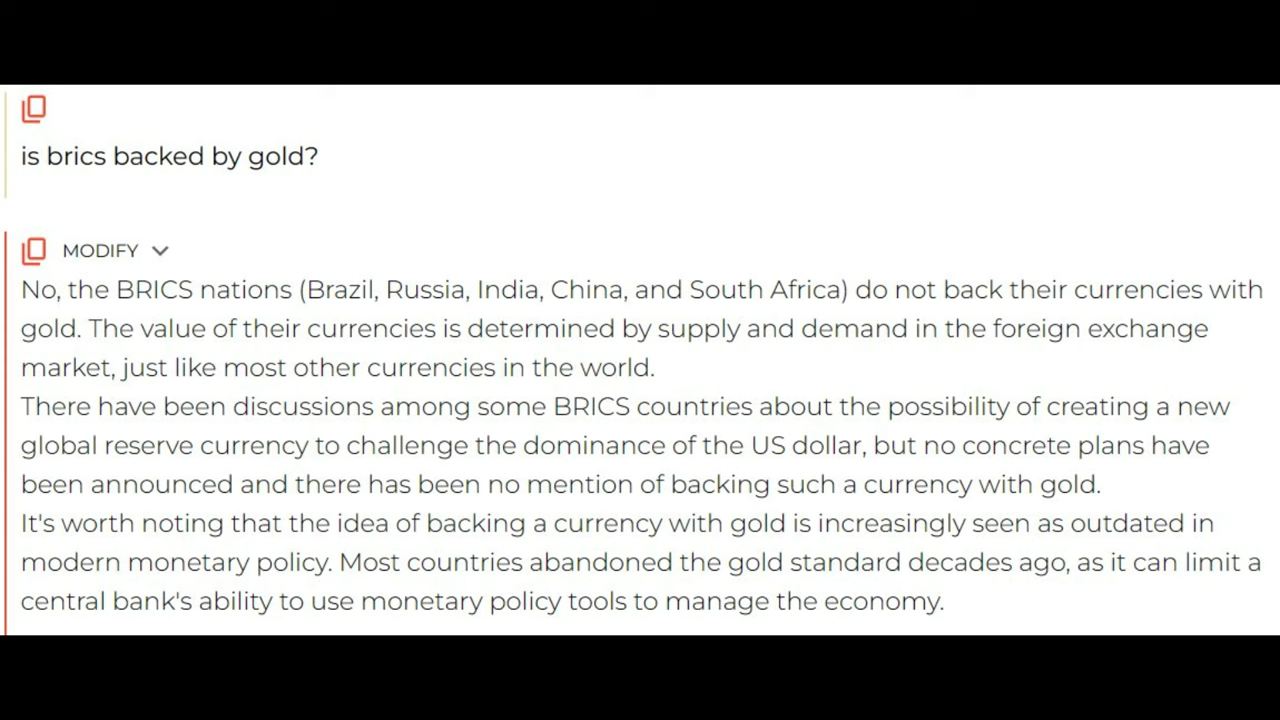 is brics backed by gold?
MODIFY
No, the BRICS nations (Brazil, Russia, India, China, and South Africa) do not back their currencies with
gold. The value of their currencies is determined by supply and demand in the foreign exchange
market, just like most other currencies in the world.
There have been discussions among some BRICS countries about the possibility of creating a new
global reserve currency to challenge the dominance of the US dollar, but no concrete plans have
been announced and there has been no mention of backing such a currency with gold.
It's worth noting that the idea of backing a currency with gold is increasingly seen as outdated in
modern monetary policy. Most countries abandoned the gold standard decades ago, as it can limit a
central bank's ability to use monetary policy tools to manage the economy.